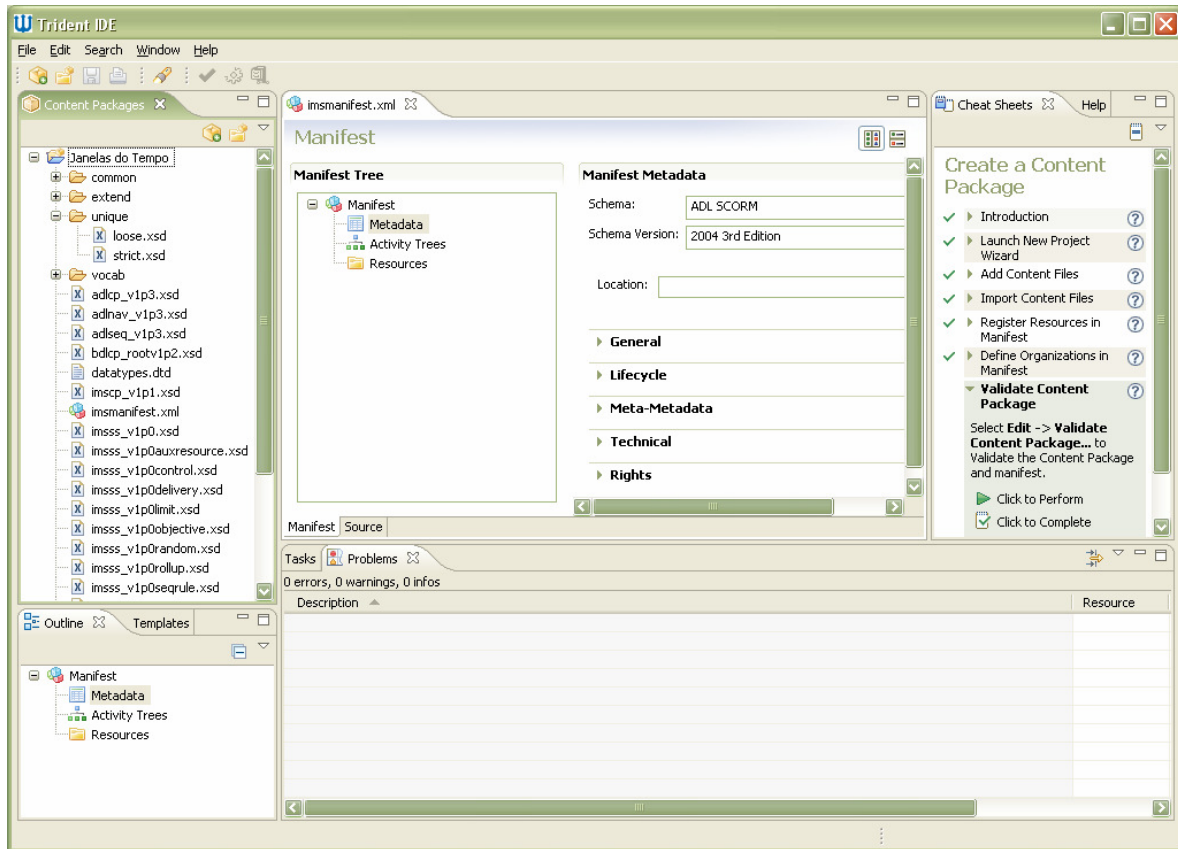 Trident IDE
File Edit Search Window Help
Content Packages
Janelas do Tempo
common
extend
unique
loose.xsd
strict.xsd
vocab
adlcp_v1p3.xsd
adlnav_v1p3.xsd
adlseq_v1p3.xsd
bdlcp_rootv1p2.xsd
datatypes.dtd
imscp_v1p1.xsd
imsmanifest.xml
imsss_v1p0.xsd
imsss_v1p0auxresource.xsd
imsss_v1p0control.xsd
imsss_v1p0delivery.xsd
imsss_v1p0limit.xsd
imsss_v1p0objective.xsd
imsss_v1p0random.xsd
imsss_v1p0rollup.xsd
imsss_v1p0seqrule.xsd
Outline Templates
Manifest
Metadata
Activity Trees
Resources
imsmanifest.xml
Manifest
Manifest Tree
Manifest
Metadata
Activity Trees
Resources
Manifest Metadata
Schema: ADL SCORM
Schema Version: 2004 3rd Edition
Location:
General
Lifecycle
Meta-Metadata
Technical
Rights
Manifest Source
Tasks Problems
0 errors, 0 warnings, 0 infos
Description Resource
Cheat Sheets Help
Create a Content
Package
Introduction
Launch New Project
Wizard
Add Content Files
Import Content Files
Register Resources in
Manifest
Define Organizations in
Manifest
Validate Content
Package
Select Edit -> Validate
Content Package... to
Validate the Content Package
and manifest.
Click to Perform
Click to Complete